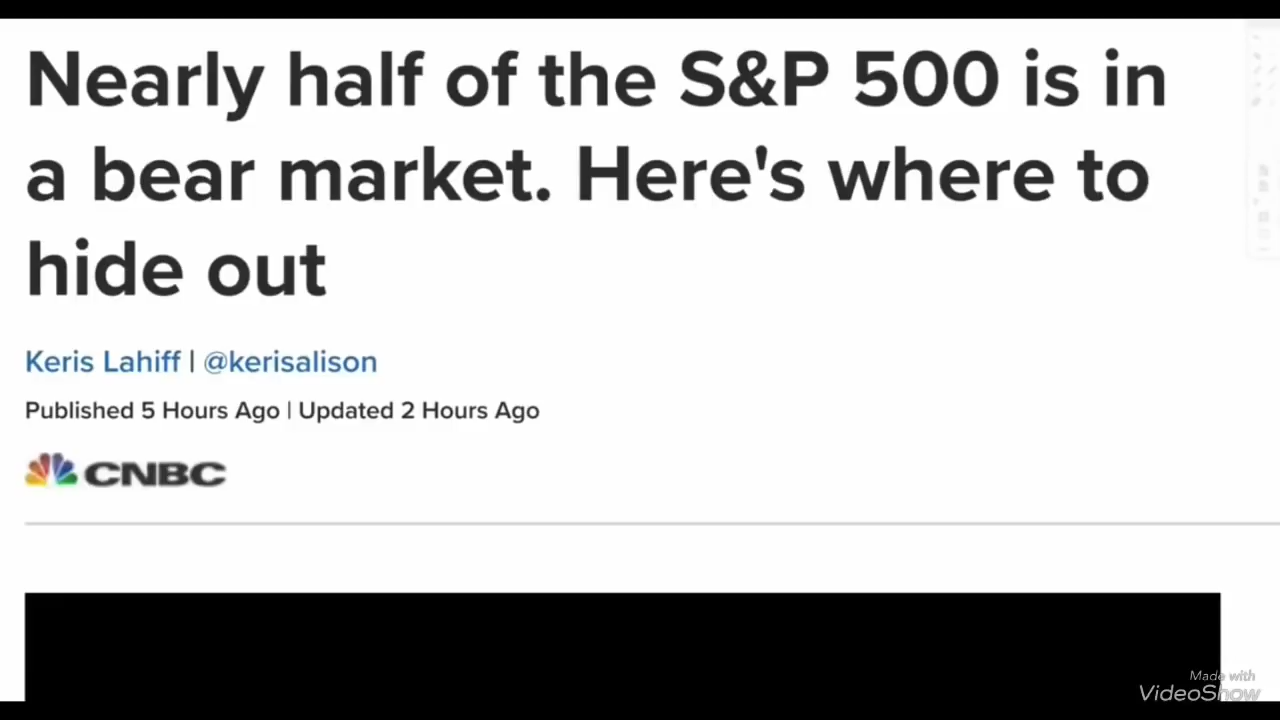 Nearly half of the S&P 500 is in
a bear market. Here's where to
hide out
Keris Lahiff | @kerisalison
Published 5 Hours Ago | Updated 2 Hours Ago
CNBC
Made with
VideoShow